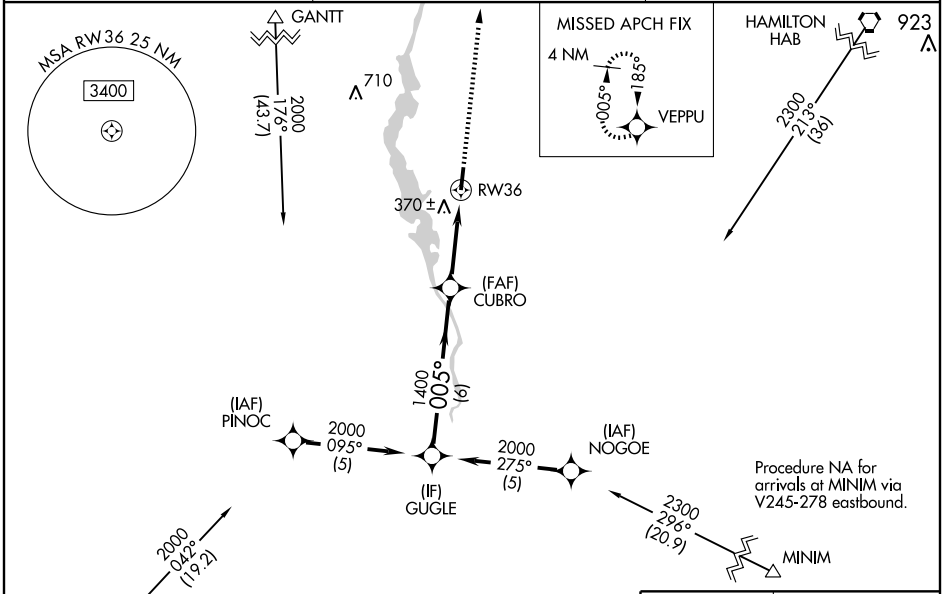 MSA RW36 25 NM
3400
GANTT
2000
176°
(43.7)
710
MISSED APCH FIX
4 NM
005°
185°
VEPPU
HAMILTON
HAB
923
2300
213°
(36)
RW36
370 ±
(FAF)
CUBRO
1400
005°
(6)
(IAF)
PINOC
2000
095°
(5)
(IF)
GUGLE
2000
275°
(5)
(IAF)
NOGOE
Procedure NA for
arrivals at MINIM via
V245-278 eastbound.
2300
296°
(20.9)
MINIM
2000
042°
(19.2)